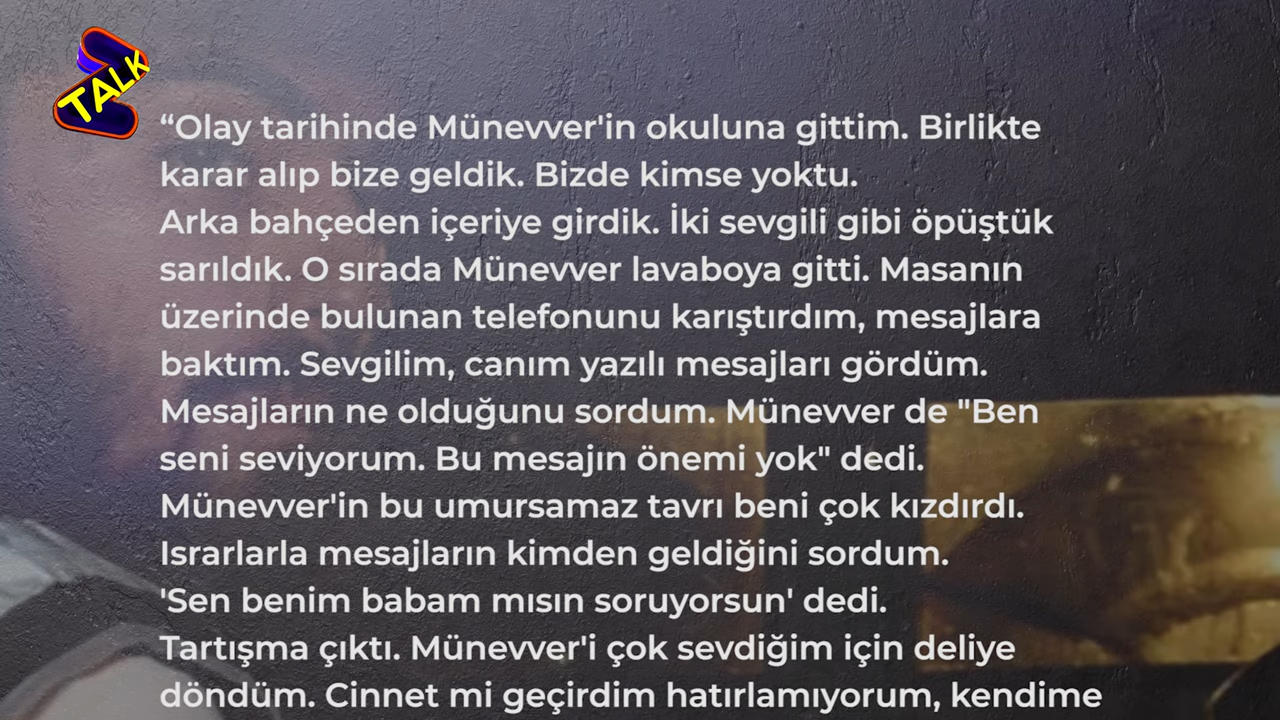 TALK
“Olay tarihinde Münevver'in okuluna gittim. Birlikte
karar alıp bize geldik. Bizde kimse yoktu.
Arka bahçeden içeriye girdik. İki sevgili gibi öpüştük
sarıldık. O sırada Münevver lavaboya gitti. Masanın
üzerinde bulunan telefonunu karıştırdım, mesajlara
baktım. Sevgilim, canım yazılı mesajları gördüm.
Mesajların ne olduğunu sordum. Münevver de "Ben
seni seviyorum. Bu mesajın önemi yok" dedi.
Münevver'in bu umursamaz tavrı beni çok kızdırdı.
Israrlarla mesajların kimden geldiğini sordum.
'Sen benim babam mısın soruyorsun' dedi.
Tartışma çıktı. Münevver'i çok sevdiğim için deliye
döndüm. Cinnet mi geçirdim hatırlamıyorum, kendime